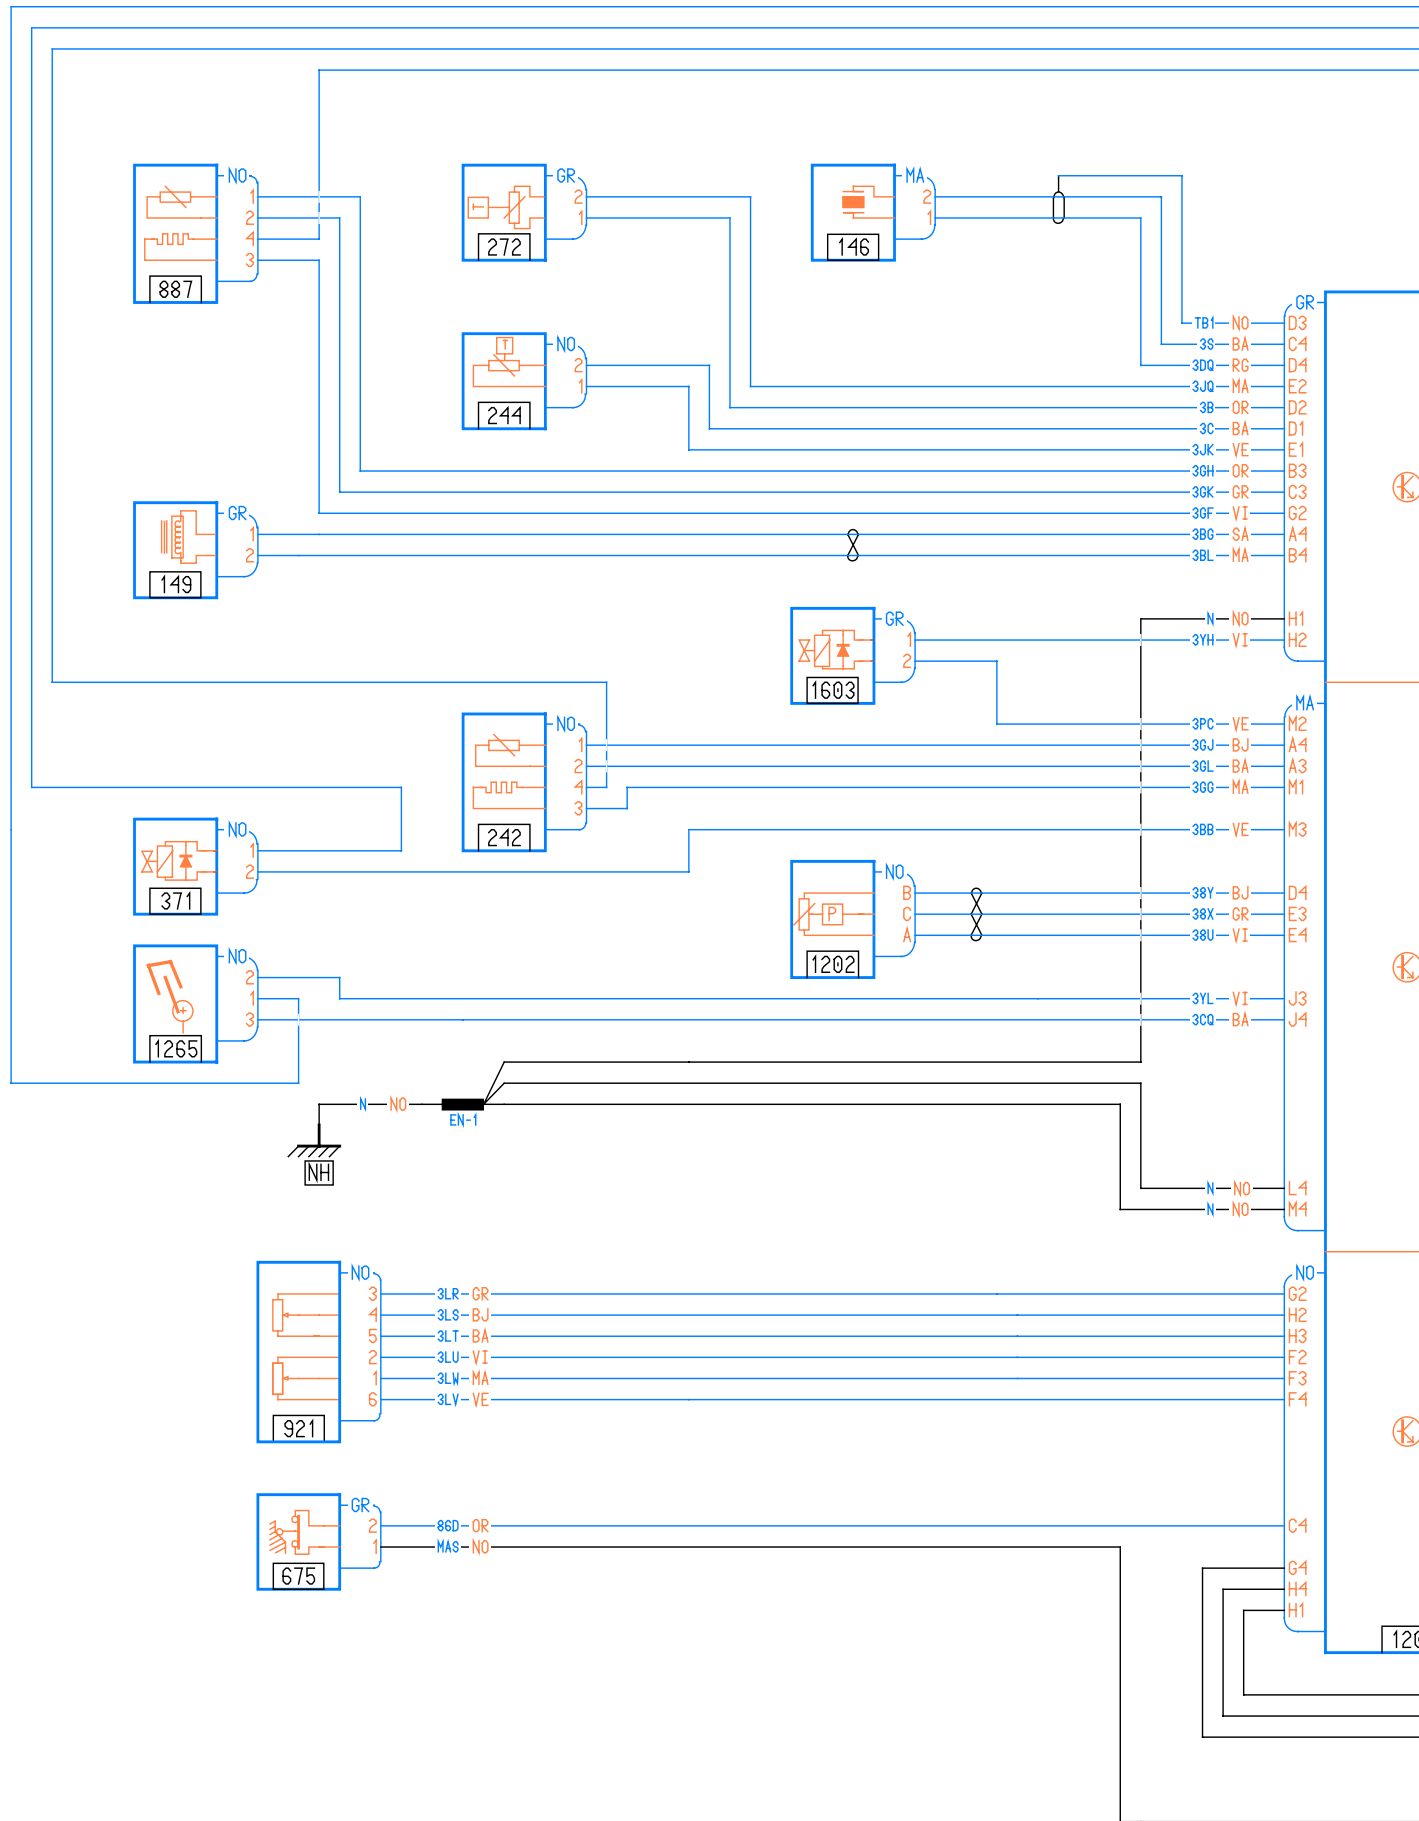 NO
1
2
4
3
887
GR
2
1
T
272
MA
2
1
146
NO
2
1
T
244
GR
TB1 NO D3
3S BA C4
3DQ RG D4
3JQ MA E2
3B OR D2
3C BA D1
3JK VE E1
3GH OR B3
3GK GR C3
3GF VI G2
3BG SA A4
3BL MA B4
N NO H1
3YH VI H2
GR
1
2
149
GR
1
2
1603
MA
3PC VE M2
3GJ BJ A4
3GL BA A3
3GG MA M1
3BB VE M3
38Y BJ D4
38X GR E3
38U VI E4
3YL VI J3
3CQ BA J4
N NO L4
N NO M4
NO
1
2
4
3
242
NO
1
2
371
NO
B
C
A
P
1202
NO
2
1
3
+
1265
N NO
EN-1
NH
NO
3 3LR GR
4 3LS BJ
5 3LT BA
2 3LU VI
1 3LW MA
6 3LV VE
921
NO
G2
H2
H3
F2
F3
F4
C4
G4
H4
H1
GR
2 86D OR
1 MAS NO
675